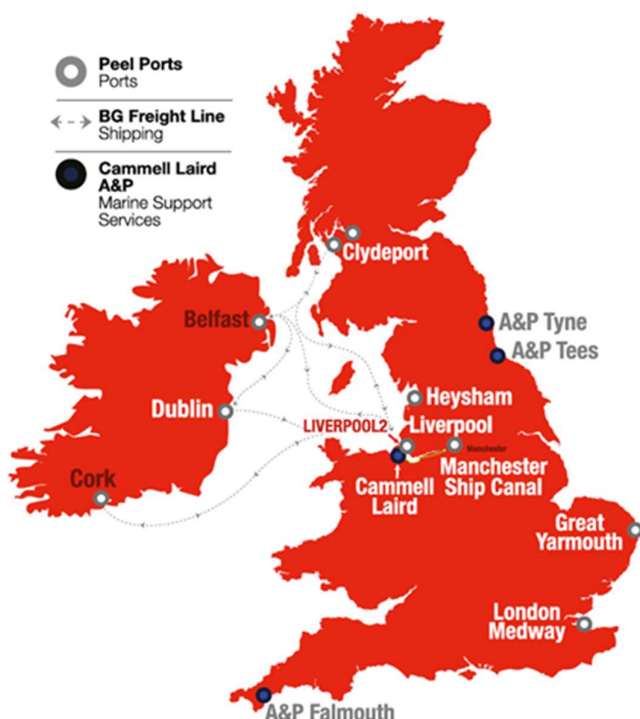 Peel Ports
Ports
BG Freight Line
Shipping
Cammell Laird
A&P
Marine Support
Services
Clydeport
Belfast
A&P Tyne
A&P Tees
Heysham
Dublin
LIVERPOOL2
Liverpool
Manchester
Manchester
Ship Canal
Cork
Cammell
Laird
Great
Yarmouth
London
Medway
A&P Falmouth